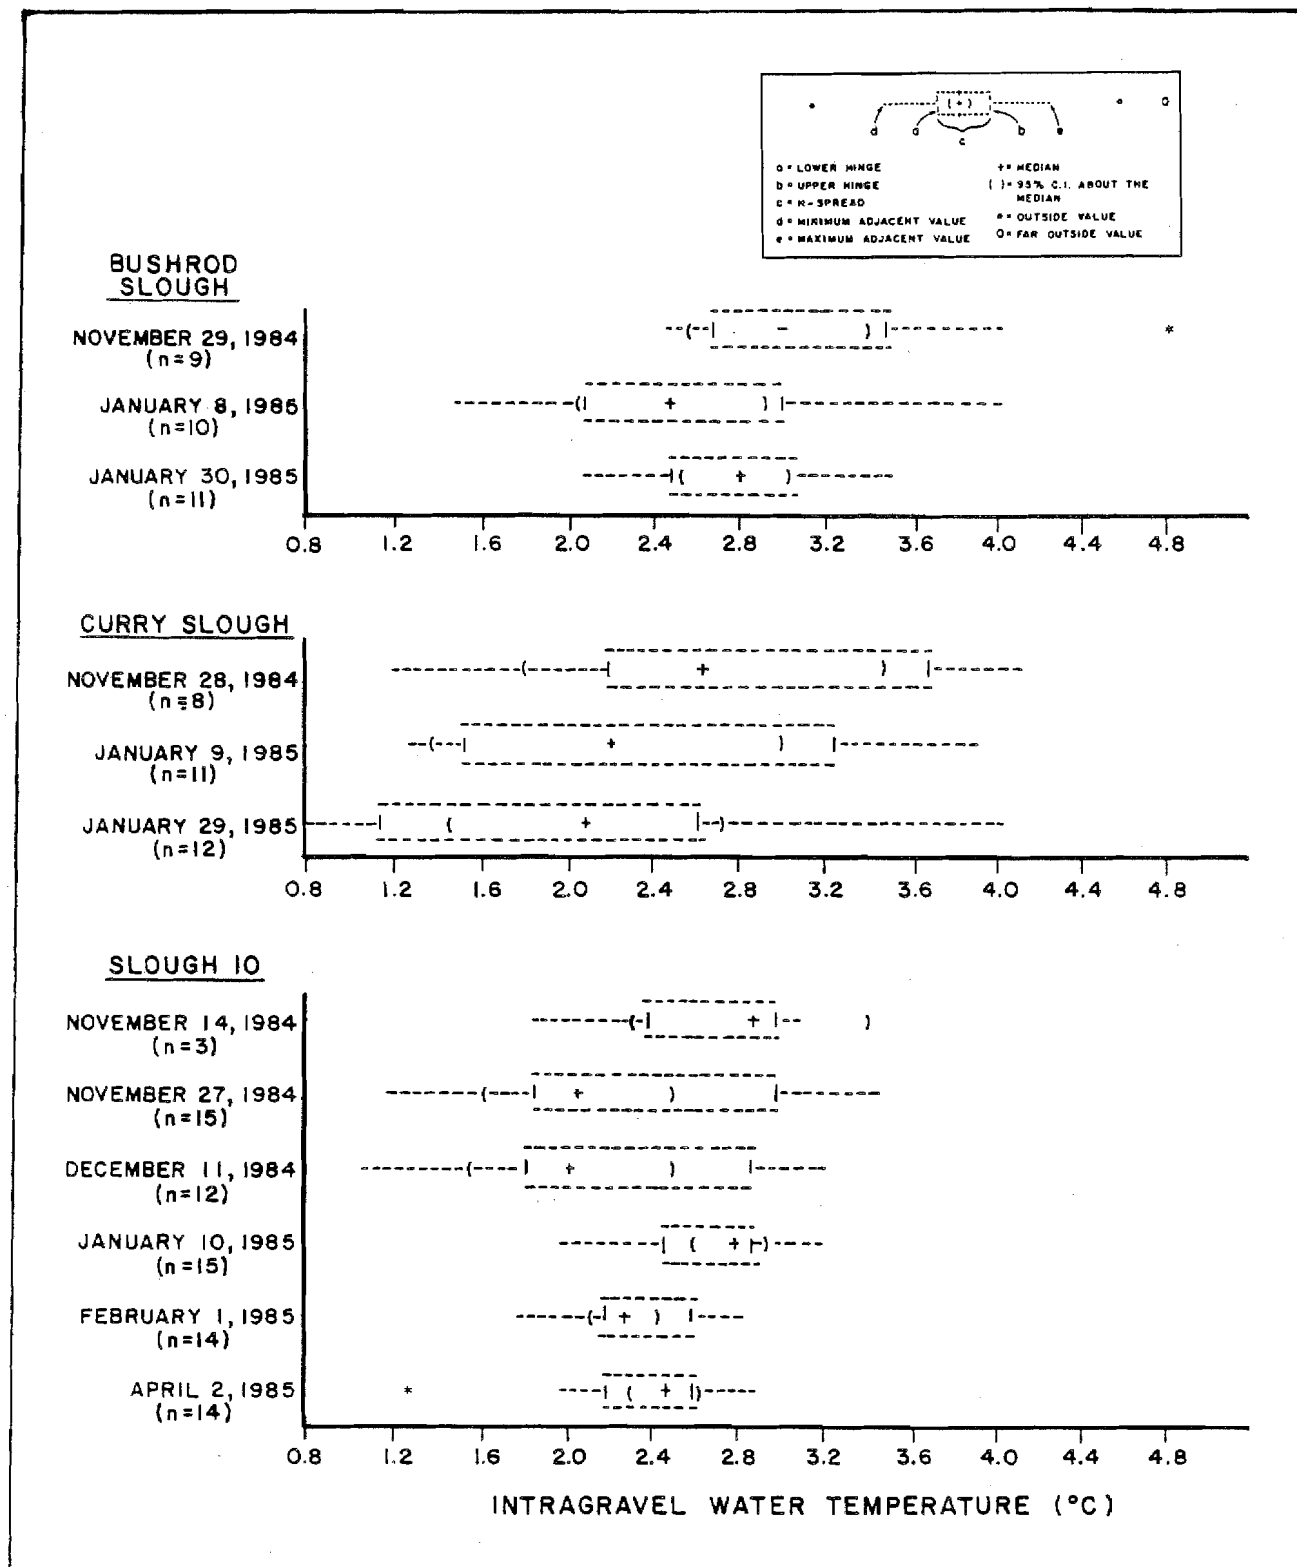 d a b e
c
a = LOWER HINGE
b = UPPER HINGE
c = H-SPREAD
d = MINIMUM ADJACENT VALUE
e = MAXIMUM ADJACENT VALUE
+ = MEDIAN
( ) = 95% C.I. ABOUT THE
MEDIAN
* = OUTSIDE VALUE
O = FAR OUTSIDE VALUE
BUSHROD
SLOUGH
NOVEMBER 29, 1984
(n=9)
JANUARY 8, 1985
(n=10)
JANUARY 30, 1985
(n=11)
0.8 1.2 1.6 2.0 2.4 2.8 3.2 3.6 4.0 4.4 4.8
CURRY SLOUGH
NOVEMBER 28, 1984
(n=8)
JANUARY 9, 1985
(n=11)
JANUARY 29, 1985
(n=12)
0.8 1.2 1.6 2.0 2.4 2.8 3.2 3.6 4.0 4.4 4.8
SLOUGH 10
NOVEMBER 14, 1984
(n=3)
NOVEMBER 27, 1984
(n=15)
DECEMBER 11, 1984
(n=12)
JANUARY 10, 1985
(n=15)
FEBRUARY 1, 1985
(n=14)
APRIL 2, 1985
(n=14)
0.8 1.2 1.6 2.0 2.4 2.8 3.2 3.6 4.0 4.4 4.8
INTRAGRAVEL WATER TEMPERATURE (°C)